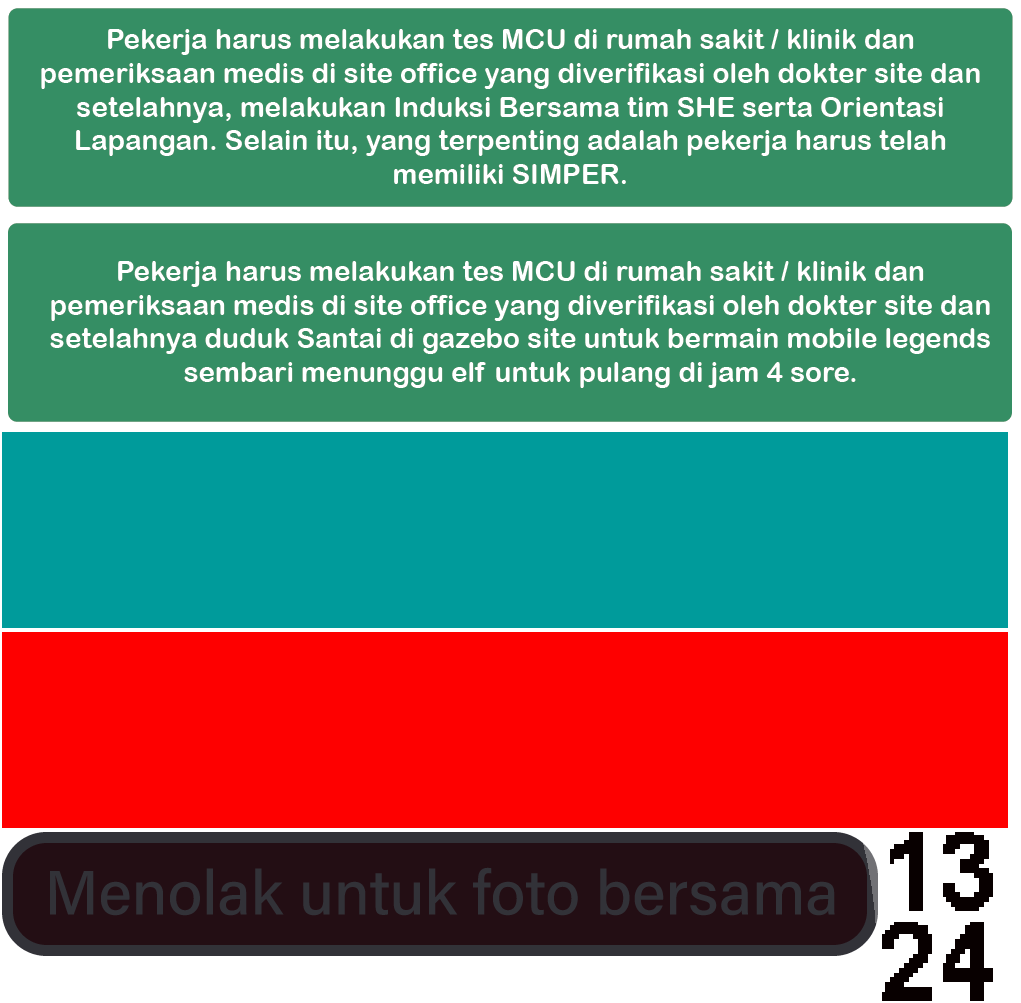 Pekerja harus melakukan tes MCU di rumah sakit / klinik dan
pemeriksaan medis di site office yang diverifikasi oleh dokter site dan
setelahnya, melakukan Induksi Bersama tim SHE serta Orientasi
Lapangan. Selain itu, yang terpenting adalah pekerja harus telah
memiliki SIMPER.
Pekerja harus melakukan tes MCU di rumah sakit / klinik dan
pemeriksaan medis di site office yang diverifikasi oleh dokter site dan
setelahnya duduk Santai di gazebo site untuk bermain mobile legends
sembari menunggu elf untuk pulang di jam 4 sore.
Menolak untuk foto bersama
13
24